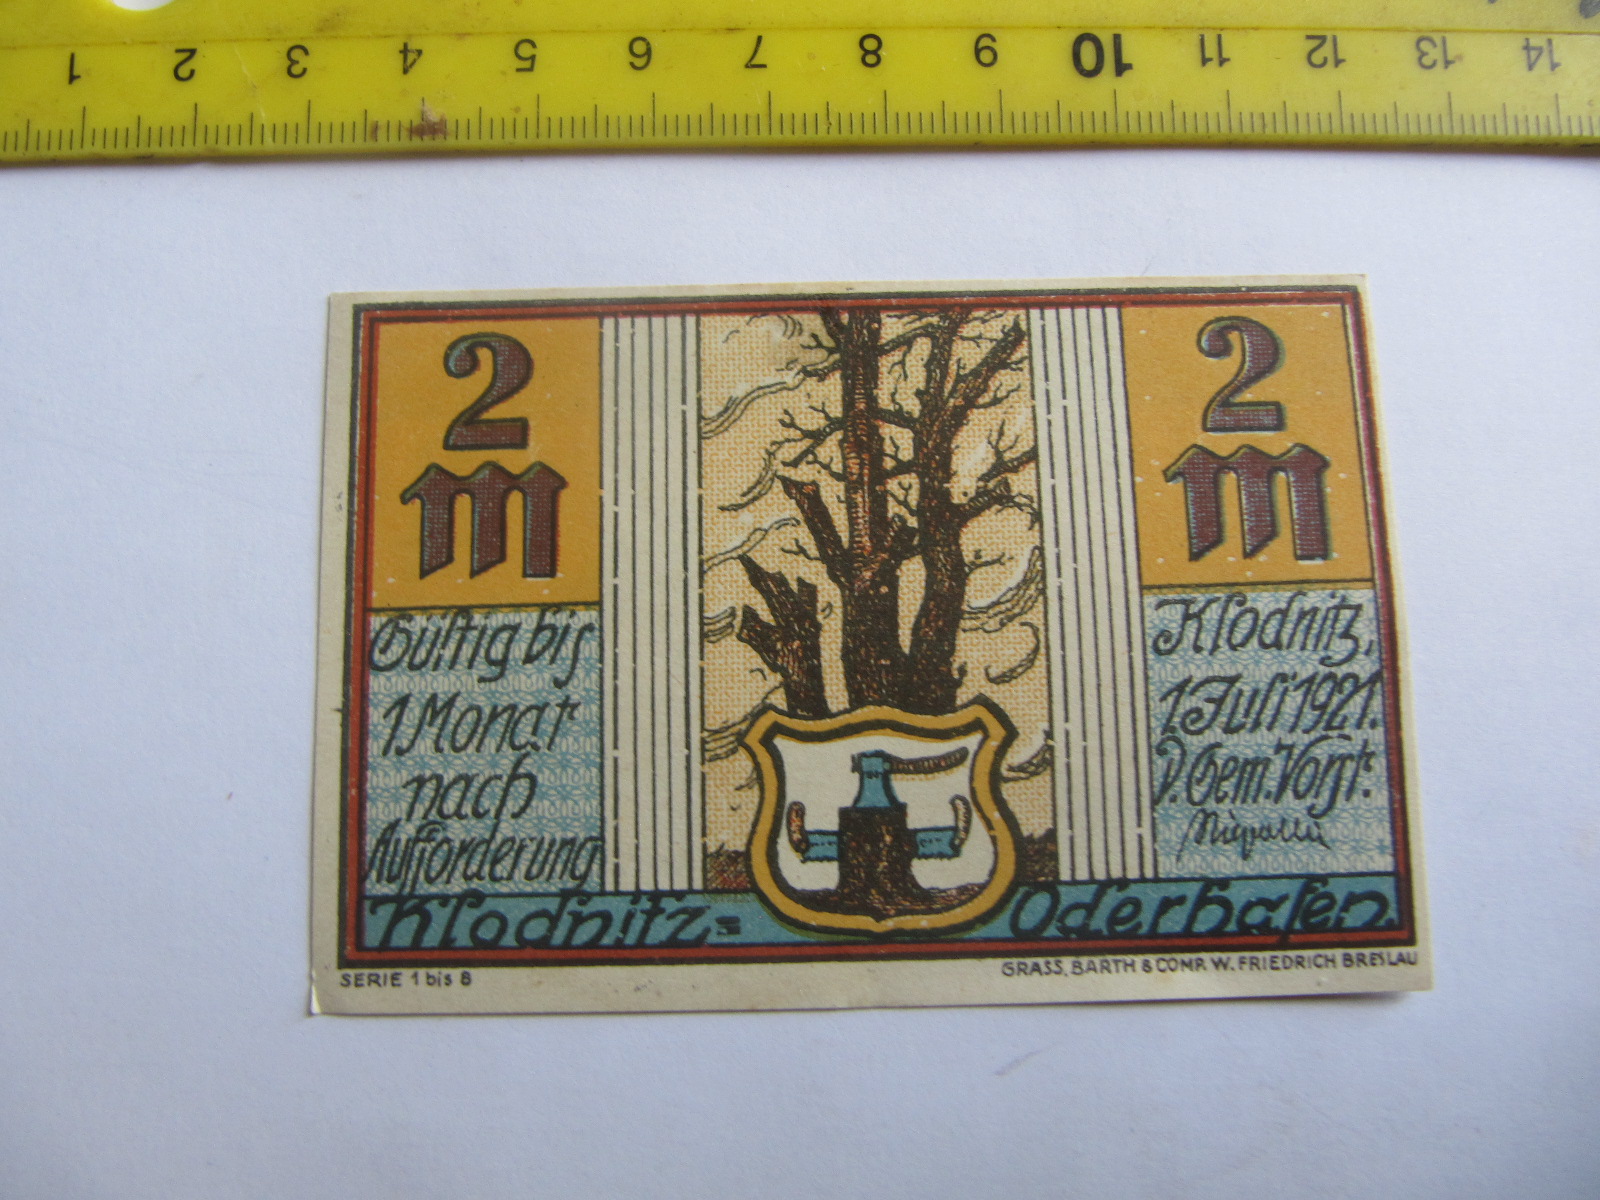 1 2 3 4 5 6 7 8 9 10 11 12 13 14
2
m
2
m
Gültig bis
1 Monat
nach
Aufforderung
Klodnitz,
1. Juli 1921.
D. Gem. Vorst.
Klodnitz=
Oderhafen.
SERIE 1 bis 8
GRASS, BARTH & COMP. W. FRIEDRICH BRESLAU